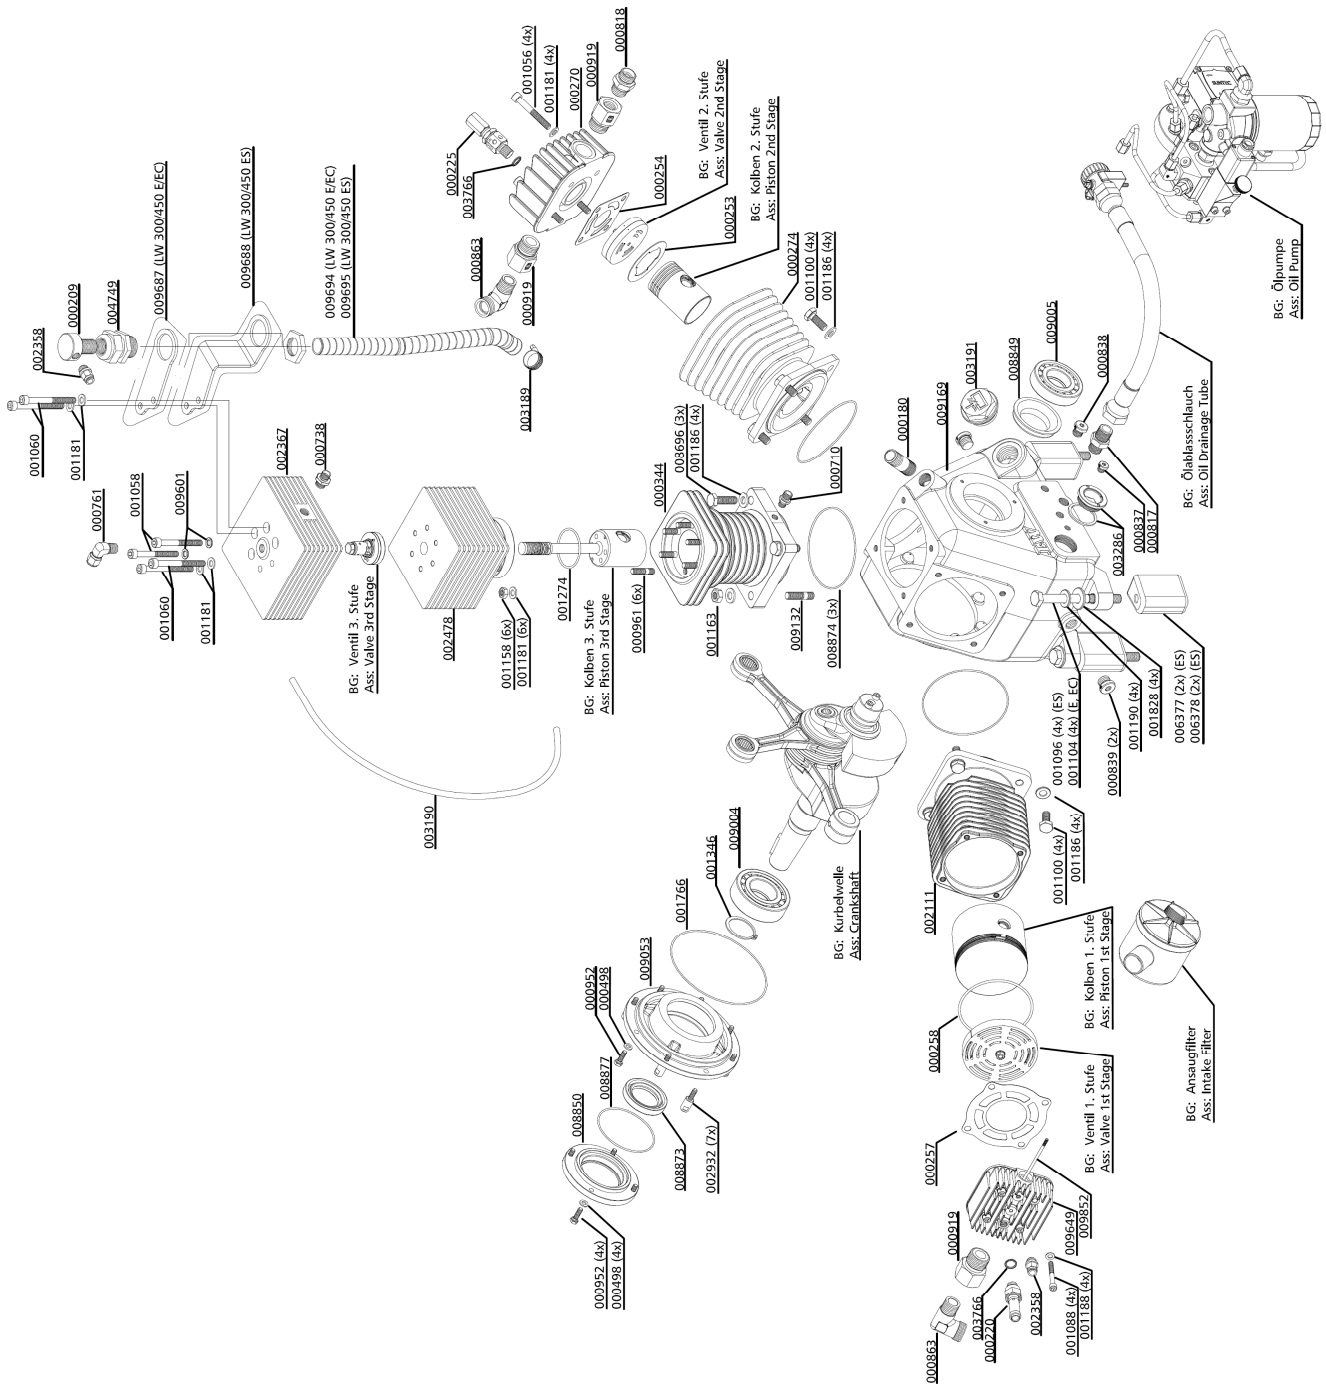 000818
000919
000270
001181 (4x)
001056 (4x)
000225
003766
000863
000919
000254
000253
BG: Ventil 2. Stufe
Ass: Valve 2nd Stage
BG: Kolben 2. Stufe
Ass: Piston 2nd Stage
000274
001100 (4x)
001186 (4x)
009687 (LW 300/450 E/EC)
009688 (LW 300/450 ES)
009694 (LW 300/450 E/EC)
009695 (LW 300/450 ES)
000209
004749
002358
003189
001060
001181
002367
000738
000761
001058
009601
001060
001181
BG: Ventil 3. Stufe
Ass: Valve 3rd Stage
002478
001158 (6x)
001181 (6x)
001274
BG: Kolben 3. Stufe
Ass: Piston 3rd Stage
000961 (6x)
000344
003696 (3x)
001186 (4x)
000710
001163
009132
008874 (3x)
000180
009169
003191
008849
009005
000838
000837
000817
003286
BG: Ölablassschlauch
Ass: Oil Drainage Tube
SUNTEC
BG: Ölpumpe
Ass: Oil Pump
001096 (4x) (ES)
001104 (4x) (E, EC)
000839 (2x)
001190 (4x)
001828 (4x)
006377 (2x) (ES)
006378 (2x) (ES)
003190
BG: Kurbelwelle
Ass: Crankshaft
009004
001346
001766
009053
000952
000498
008877
008850
008873
002932 (7x)
000952 (4x)
000498 (4x)
002111
001100 (4x)
001186 (4x)
BG: Kolben 1. Stufe
Ass: Piston 1st Stage
000258
BG: Ventil 1. Stufe
Ass: Valve 1st Stage
000257
BG: Ansaugfilter
Ass: Intake Filter
009649
009852
000919
000863
003766
000220
002358
001088 (4x)
001188 (4x)